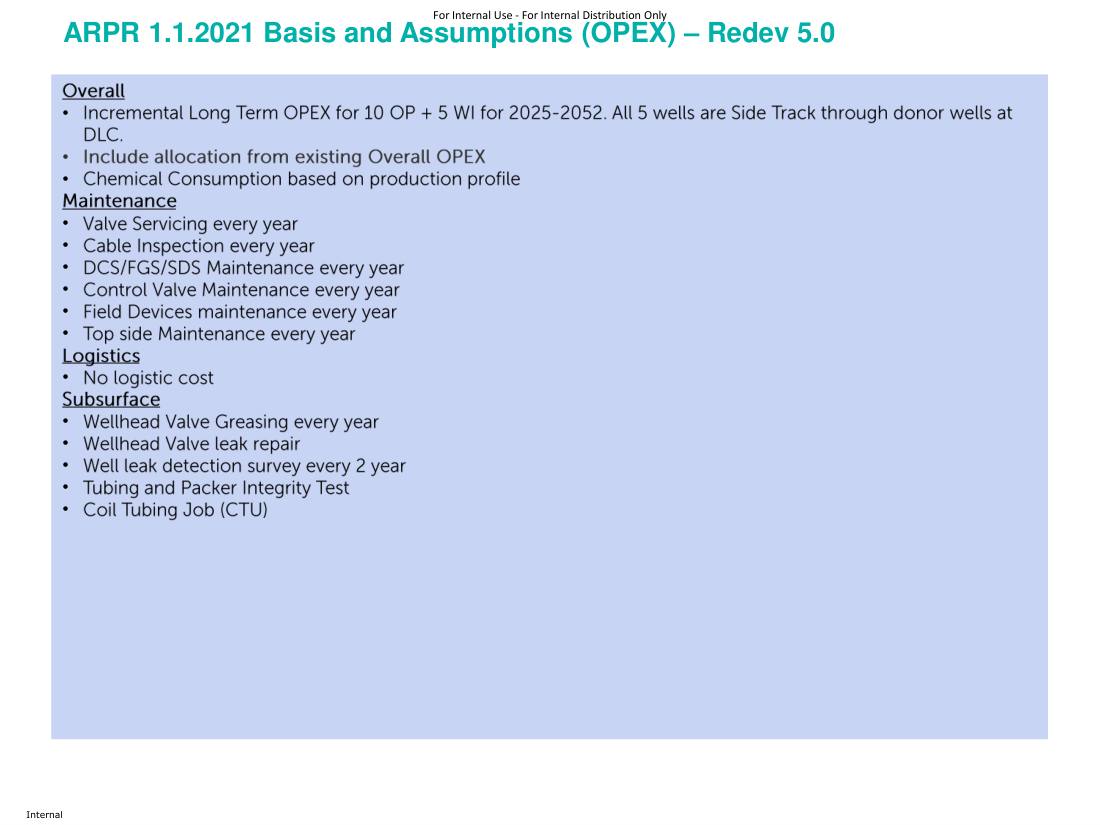 For Internal Use - For Internal Distribution Only
ARPR 1.1.2021 Basis and Assumptions (OPEX) – Redev 5.0
Overall
• Incremental Long Term OPEX for 10 OP + 5 WI for 2025-2052. All 5 wells are Side Track through donor wells at
DLC.
• Include allocation from existing Overall OPEX
• Chemical Consumption based on production profile
Maintenance
• Valve Servicing every year
• Cable Inspection every year
• DCS/FGS/SDS Maintenance every year
• Control Valve Maintenance every year
• Field Devices maintenance every year
• Top side Maintenance every year
Logistics
• No logistic cost
Subsurface
• Wellhead Valve Greasing every year
• Wellhead Valve leak repair
• Well leak detection survey every 2 year
• Tubing and Packer Integrity Test
• Coil Tubing Job (CTU)
Internal